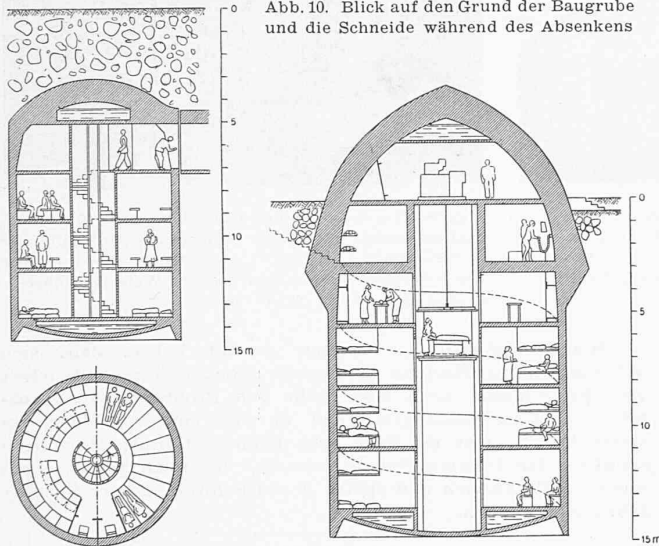 Abb. 10. Blick auf den Grund der Baugrube
und die Schneide während des Absenkens
0
5
10
15 m
0
5
10
15 m